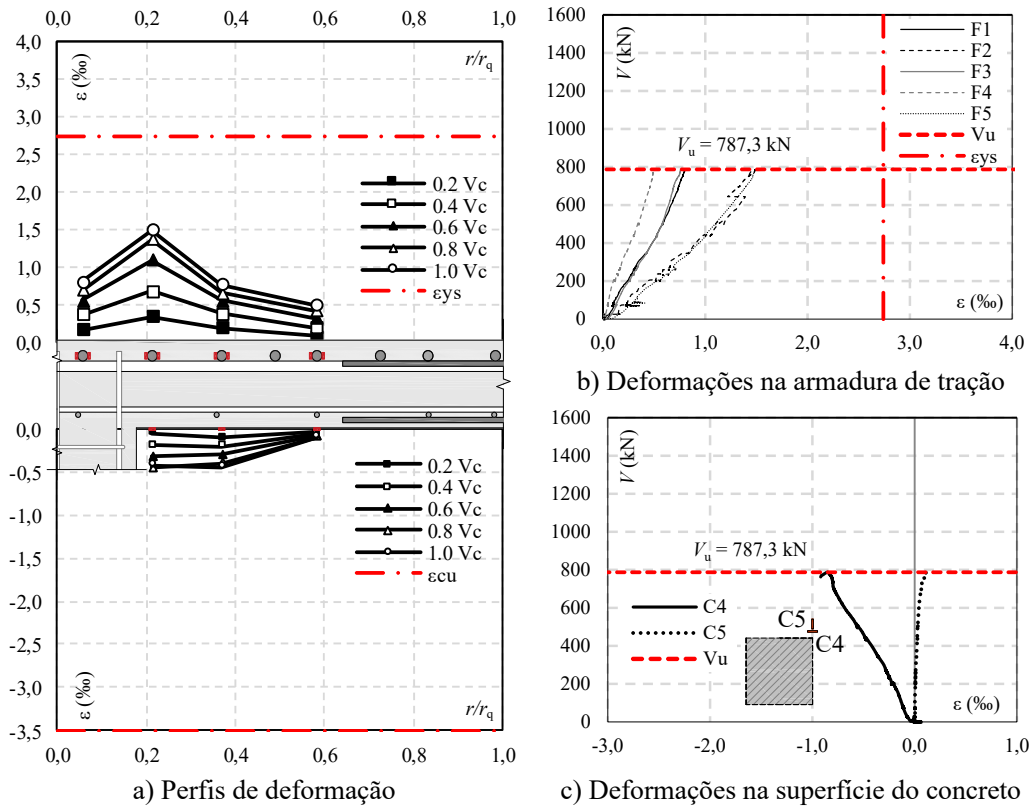 0,0 0,2 0,4 0,6 0,8 1,0
4,0
3,5
3,0
2,5
2,0
1,5
1,0
0,5
0,0
ε (‰)
r/rq
0.2 Vc
0.4 Vc
0.6 Vc
0.8 Vc
1.0 Vc
εys
0,0
-0,5
-1,0
-1,5
-2,0
-2,5
-3,0
-3,5
0.2 Vc
0.4 Vc
0.6 Vc
0.8 Vc
1.0 Vc
εcu
ε (‰)
r/rq
0,0 0,2 0,4 0,6 0,8 1,0
a) Perfis de deformação
1600
1400
1200
1000
800
600
400
200
0
V (kN)
F1
F2
F3
F4
F5
Vu
εys
Vu = 787,3 kN
ε (‰)
0,0 1,0 2,0 3,0 4,0
b) Deformações na armadura de tração
1600
1400
1200
1000
800
600
400
200
0
V (kN)
Vu = 787,3 kN
C4
C5
Vu
C5
C4
ε (‰)
-3,0 -2,0 -1,0 0,0 1,0
c) Deformações na superfície do concreto